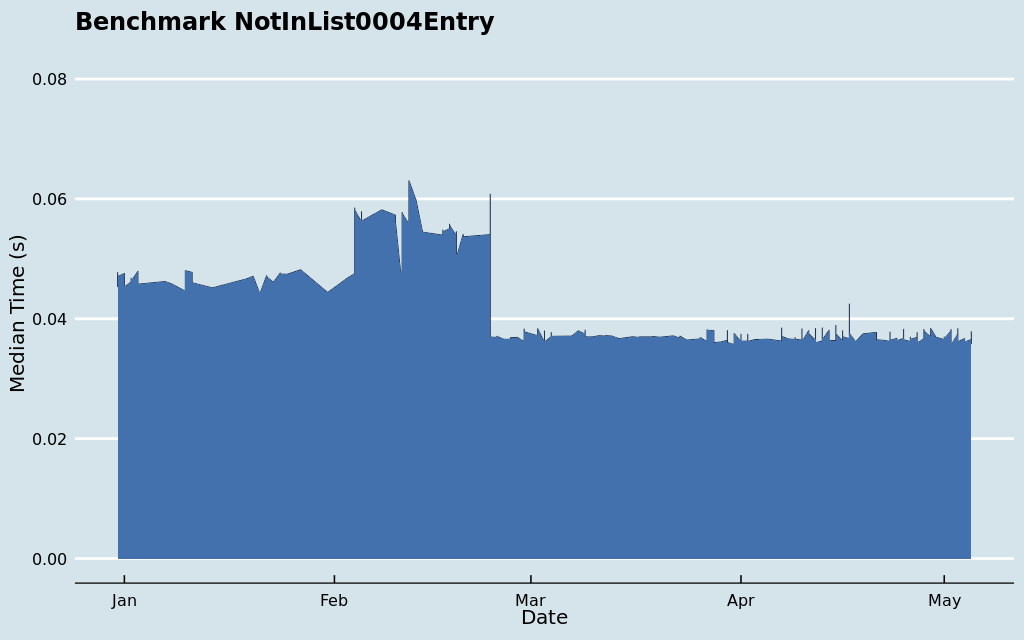 Benchmark NotInList0004Entry
0.08
0.06
0.04
0.02
0.00
Median Time (s)
Jan Feb Mar Apr May
Date